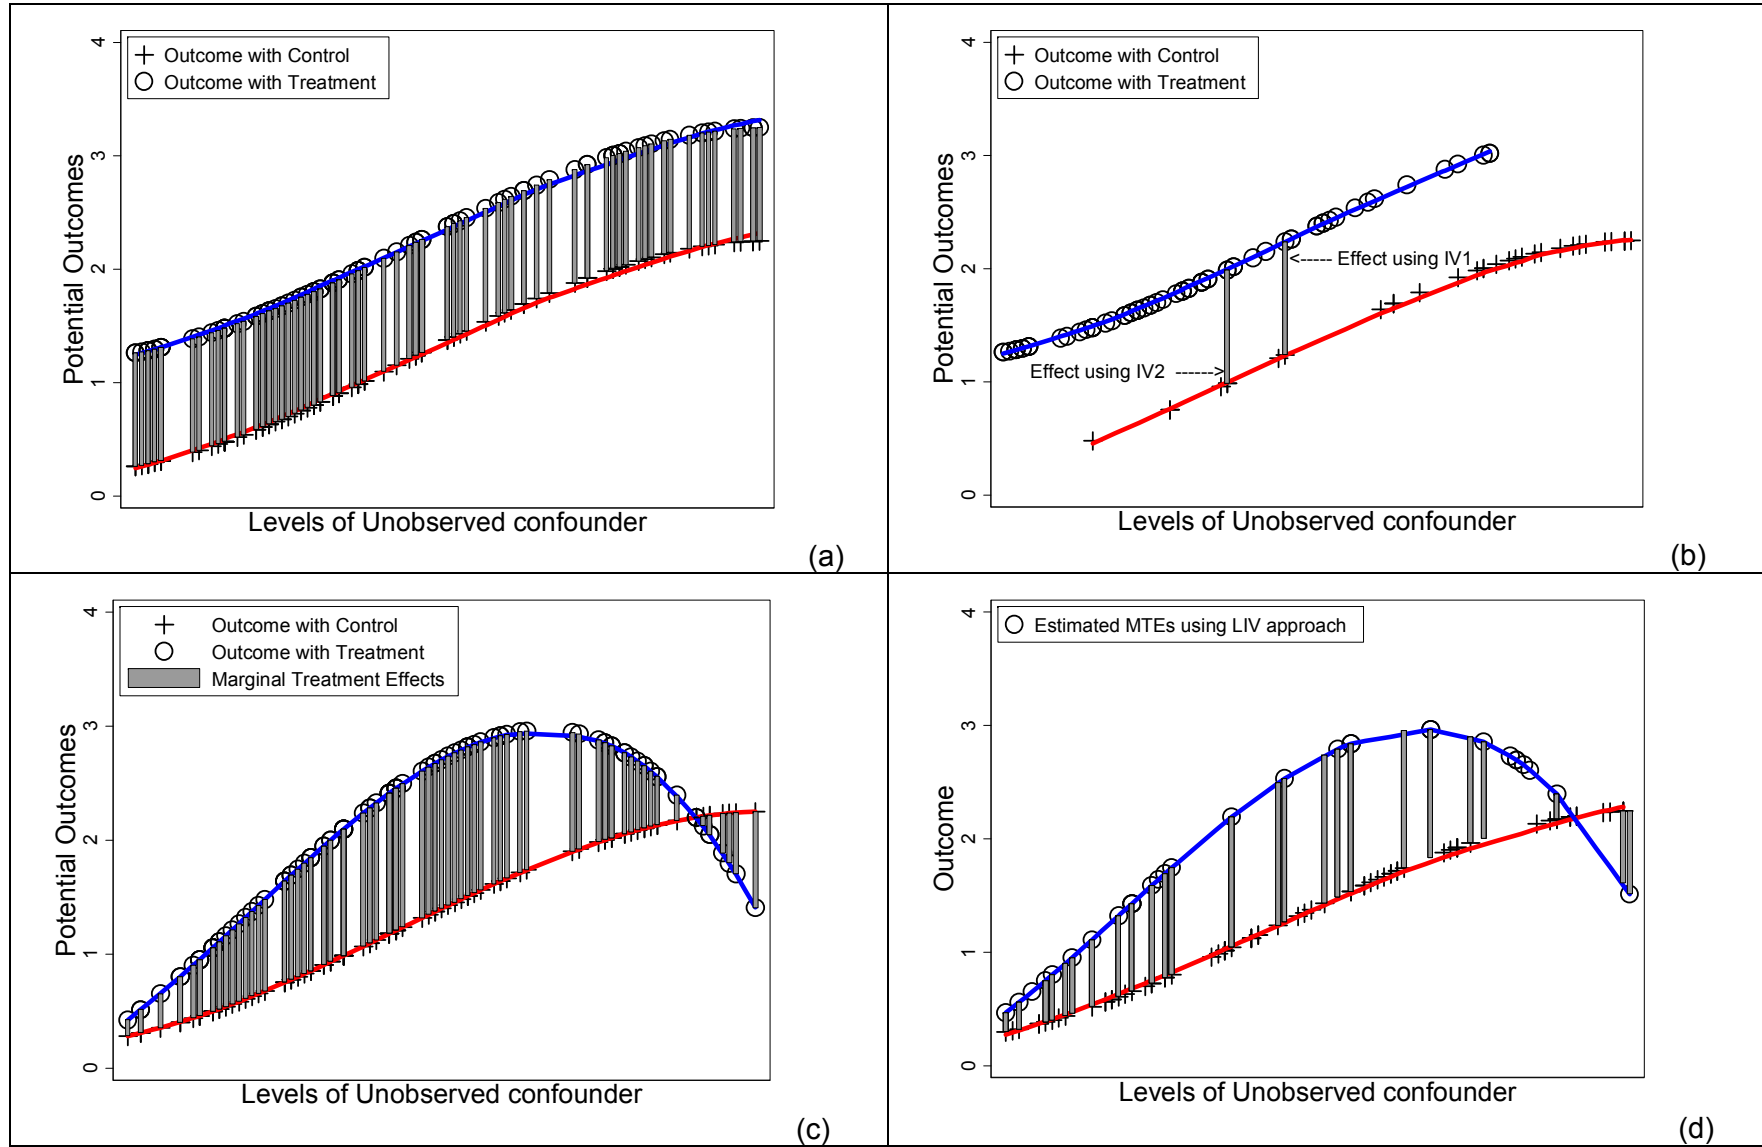 4
3
2
1
0
Potential Outcomes
Outcome with Control
Outcome with Treatment
Levels of Unobserved confounder
(a)
4
3
2
1
0
Potential Outcomes
Outcome with Control
Outcome with Treatment
<----- Effect using IV1
Effect using IV2 ------>
Levels of Unobserved confounder
(b)
4
3
2
1
0
Potential Outcomes
Outcome with Control
Outcome with Treatment
Marginal Treatment Effects
Levels of Unobserved confounder
(c)
4
3
2
1
0
Outcome
Estimated MTEs using LIV approach
Levels of Unobserved confounder
(d)